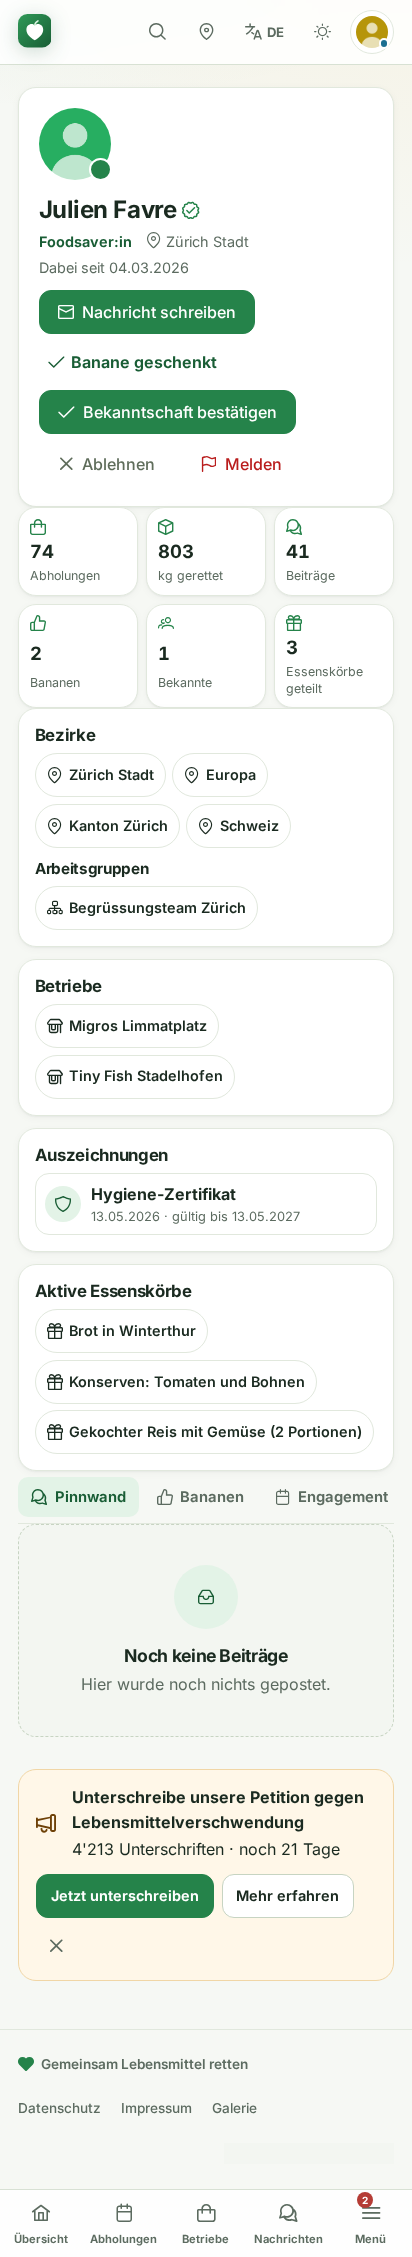 DE
Julien Favre
Foodsaver:in Zürich Stadt
Dabei seit 04.03.2026
Nachricht schreiben
Banane geschenkt
Bekanntschaft bestätigen
Ablehnen Melden
74 803 41
Abholungen kg gerettet Beiträge
2 1 3
Bananen Bekannte Essenskörbe
geteilt
Bezirke
Zürich Stadt Europa
Kanton Zürich Schweiz
Arbeitsgruppen
Begrüssungsteam Zürich
Betriebe
Migros Limmatplatz
Tiny Fish Stadelhofen
Auszeichnungen
Hygiene-Zertifikat
13.05.2026 · gültig bis 13.05.2027
Aktive Essenskörbe
Brot in Winterthur
Konserven: Tomaten und Bohnen
Gekochter Reis mit Gemüse (2 Portionen)
Pinnwand Bananen Engagement
Noch keine Beiträge
Hier wurde noch nichts gepostet.
Unterschreibe unsere Petition gegen
Lebensmittelverschwendung
4'213 Unterschriften · noch 21 Tage
Jetzt unterschreiben Mehr erfahren
Gemeinsam Lebensmittel retten
Datenschutz Impressum Galerie
2
Übersicht Abholungen Betriebe Nachrichten Menü